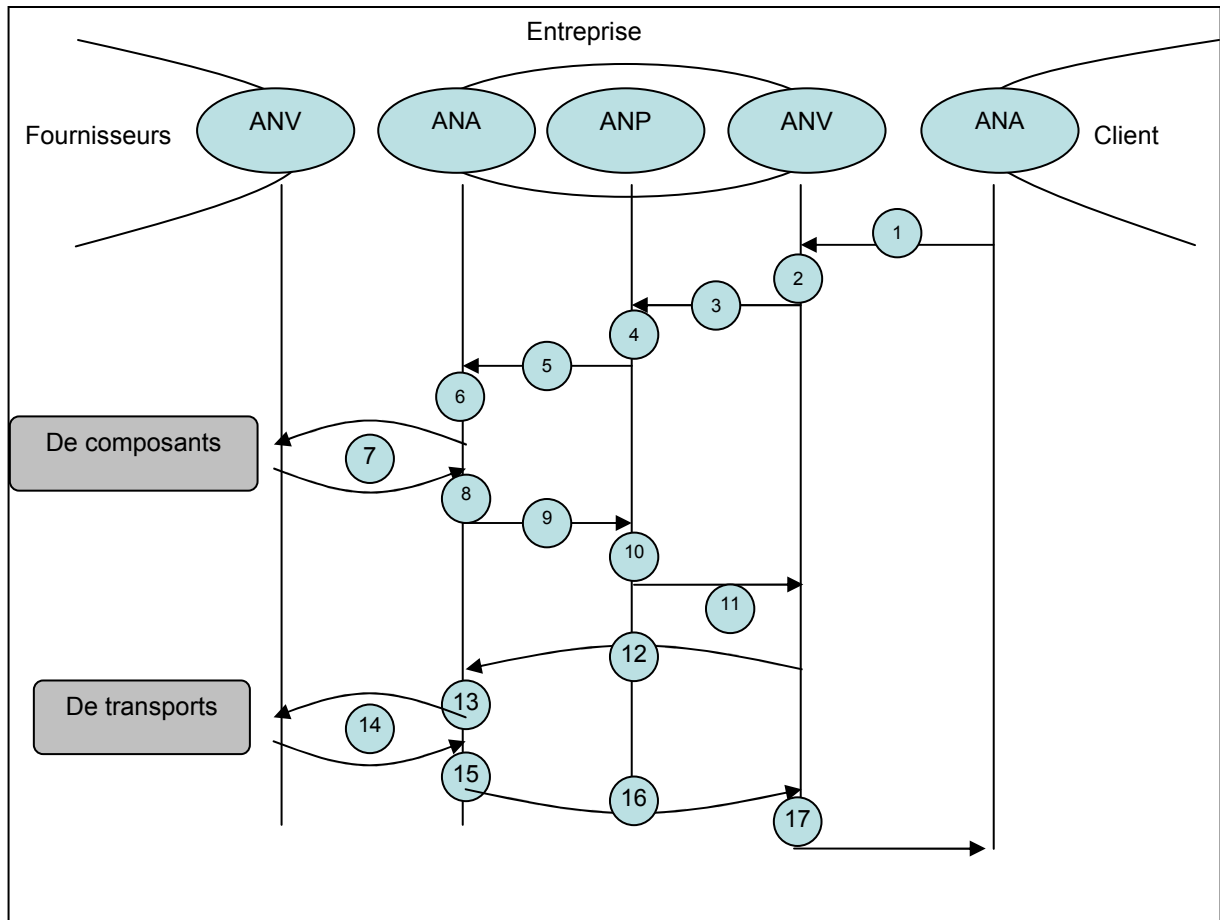 Entreprise
Fournisseurs
ANV
ANA
ANP
ANV
ANA
Client
1
2
3
4
5
6
De composants
7
8
9
10
11
12
De transports
13
14
15
16
17